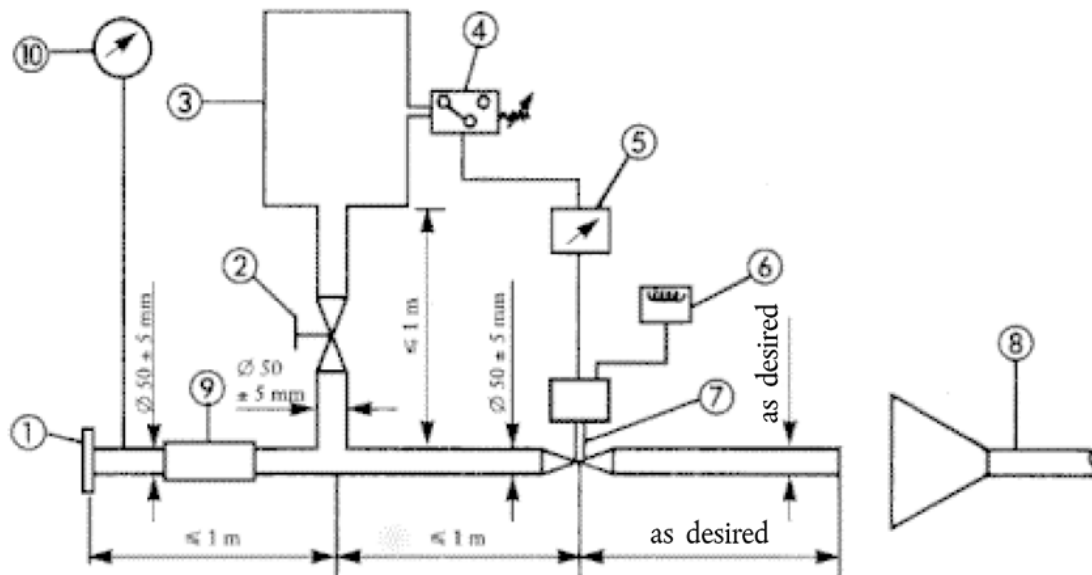 ⑩
③
④
⑤
②
⑥
⑨
⑦
⑧
①
Ø 50 ± 5 mm
Ø 50
± 5 mm
≤ 1 m
Ø 50 ± 5 mm
as desired
≤ 1 m
≤ 1 m
as desired